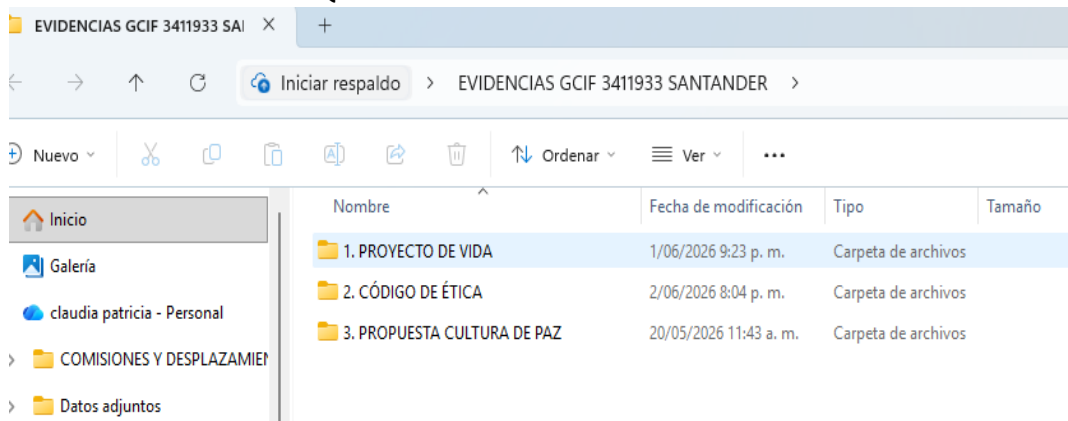 EVIDENCIAS GCIF 3411933 SAI
Iniciar respaldo > EVIDENCIAS GCIF 3411933 SANTANDER >
Nuevo Ordenar Ver ...
Nombre Fecha de modificación Tipo Tamaño
Inicio
Galería
claudia patricia - Personal
COMISIONES Y DESPLAZAMIEN
Datos adjuntos
1. PROYECTO DE VIDA 1/06/2026 9:23 p. m. Carpeta de archivos
2. CÓDIGO DE ÉTICA 2/06/2026 8:04 p. m. Carpeta de archivos
3. PROPUESTA CULTURA DE PAZ 20/05/2026 11:43 a. m. Carpeta de archivos